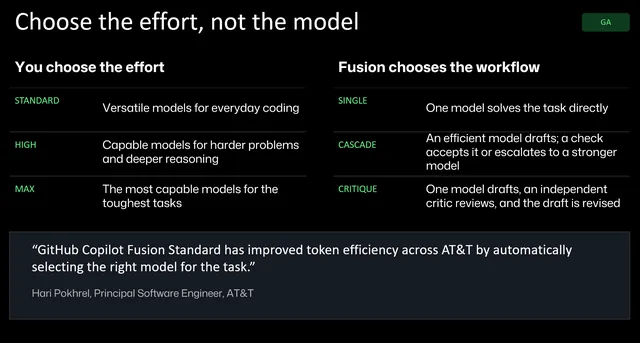 Choose the effort, not the model
GA
You choose the effort
STANDARD
Versatile models for everyday coding
HIGH
Capable models for harder problems
and deeper reasoning
MAX
The most capable models for the
toughest tasks
Fusion chooses the workflow
SINGLE
One model solves the task directly
CASCADE
An efficient model drafts; a check
accepts it or escalates to a stronger
model
CRITIQUE
One model drafts, an independent
critic reviews, and the draft is revised
“GitHub Copilot Fusion Standard has improved token efficiency across AT&T by automatically
selecting the right model for the task.”
Hari Pokhrel, Principal Software Engineer, AT&T